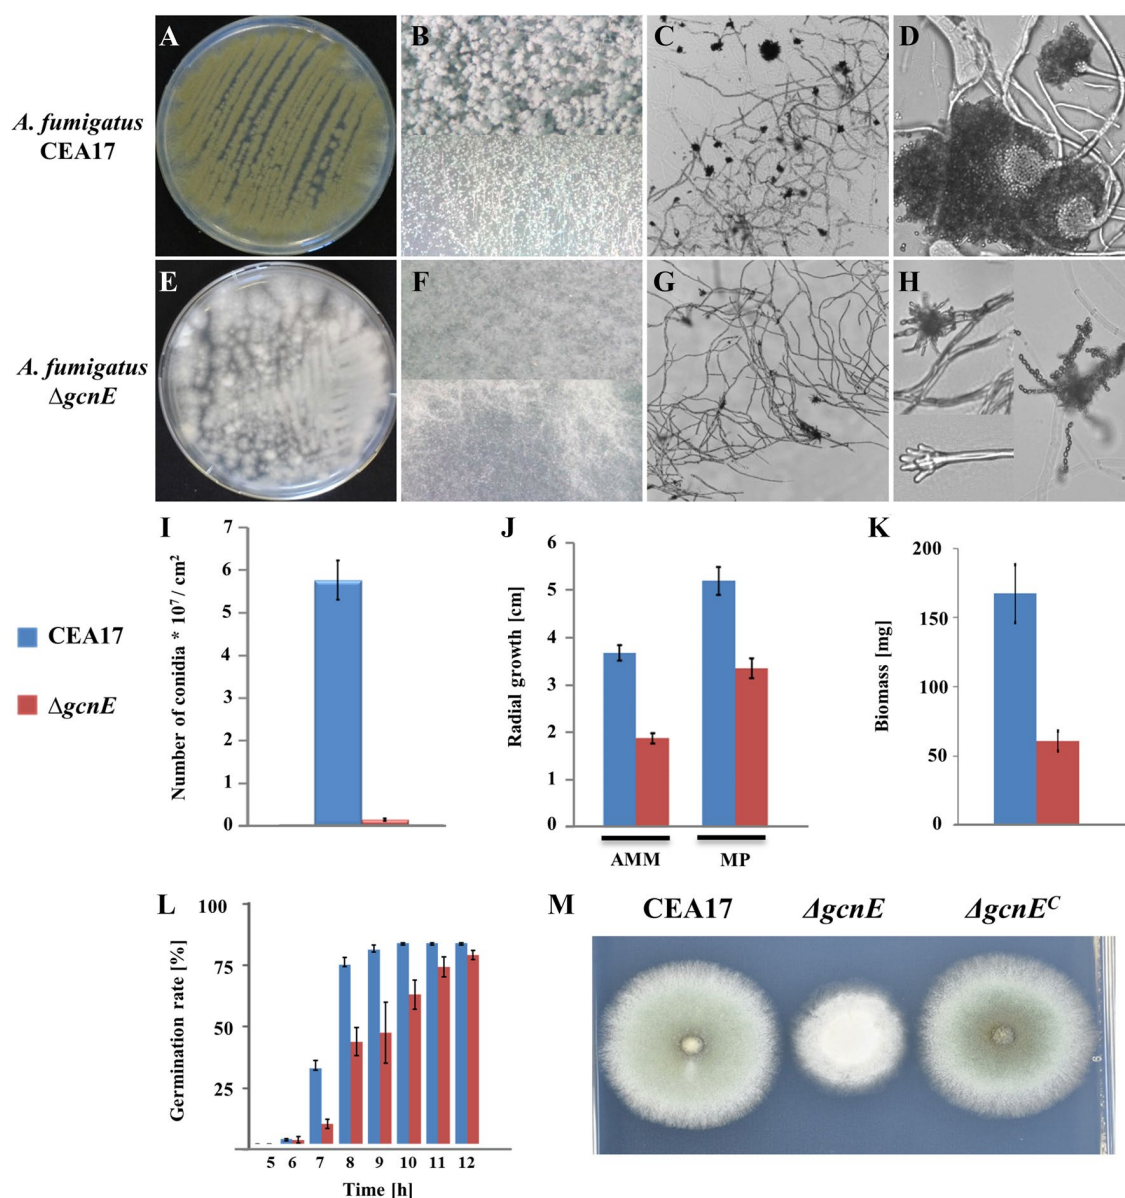 A
B
C
D
A. fumigatus
CEA17
E
F
G
H
A. fumigatus
ΔgcnE
I
Number of conidia * 10⁷ / cm²
7
6
5
4
3
2
1
0
CEA17
ΔgcnE
J
Radial growth [cm]
6
5
4
3
2
1
0
AMM
MP
K
Biomass [mg]
200
150
100
50
0
L
Germination rate [%]
100
75
50
25
5 6 7 8 9 10 11 12
Time [h]
M
CEA17 ΔgcnE ΔgcnEᶜ